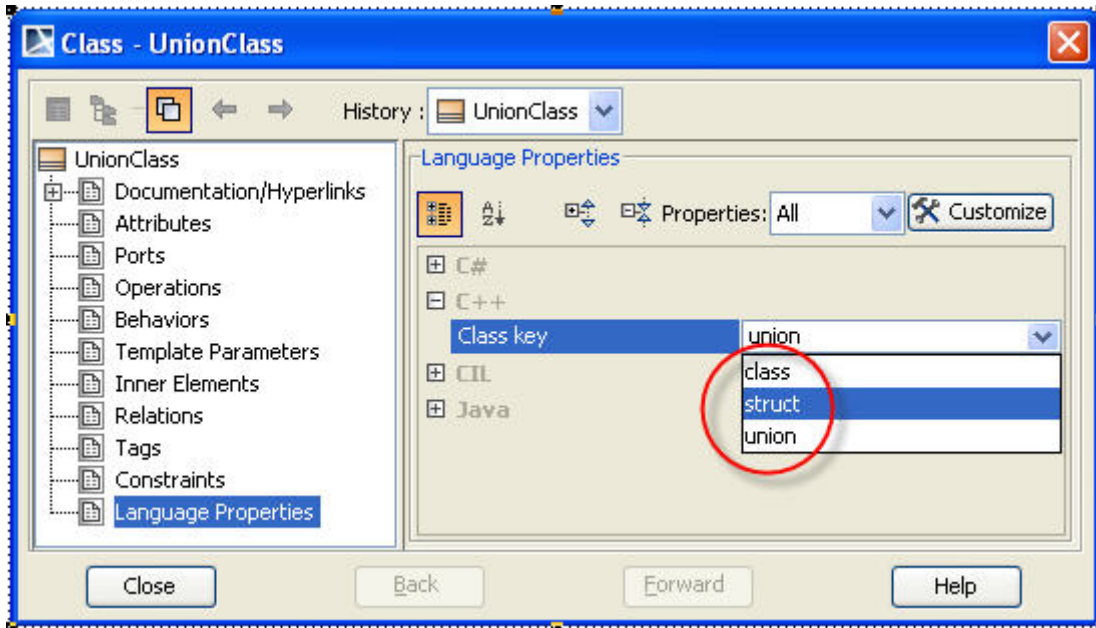 Class - UnionClass
History : UnionClass
UnionClass
Documentation/Hyperlinks
Attributes
Ports
Operations
Behaviors
Template Parameters
Inner Elements
Relations
Tags
Constraints
Language Properties
Language Properties
A Z Properties: All Customize
C#
C++
Class key union
class
struct
union
CIL
Java
Close Back Forward Help